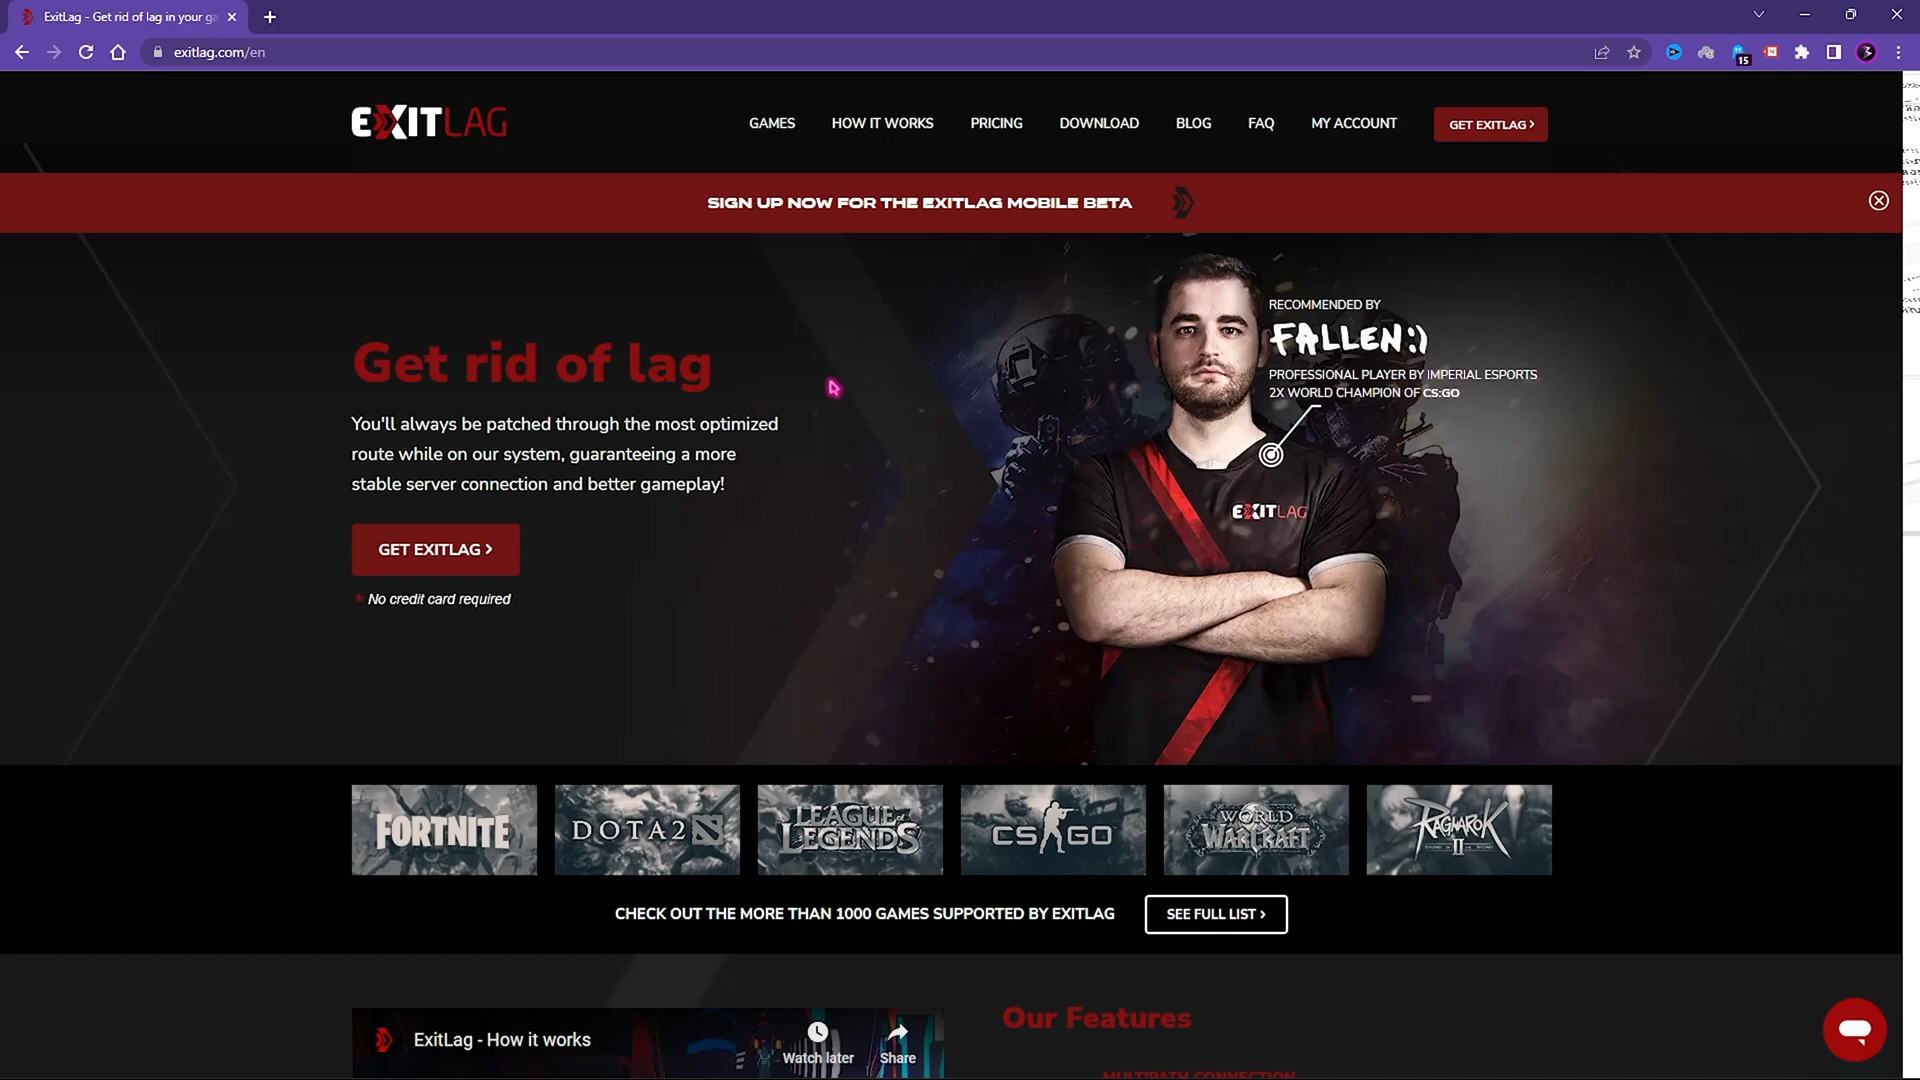 ExitLag - Get rid of lag in your ga
exitlag.com/en
15
EXITLAG
GAMES
HOW IT WORKS
PRICING
DOWNLOAD
BLOG
FAQ
MY ACCOUNT
GET EXITLAG
SIGN UP NOW FOR THE EXITLAG MOBILE BETA
RECOMMENDED BY
FALLEN:)
PROFESSIONAL PLAYER BY IMPERIAL ESPORTS
2X WORLD CHAMPION OF CS:GO
Get rid of lag
You'll always be patched through the most optimized
route while on our system, guaranteeing a more
stable server connection and better gameplay!
EXITLAG
GET EXITLAG
* No credit card required
FORTNITE
DOTA 2
LEAGUE of LEGENDS
CS GO
WORLD WARCRAFT
RAGNAROK II
CHECK OUT THE MORE THAN 1000 GAMES SUPPORTED BY EXITLAG
SEE FULL LIST
Our Features
ExitLag - How it works
Watch later
Share
MULTIPATH CONNECTION